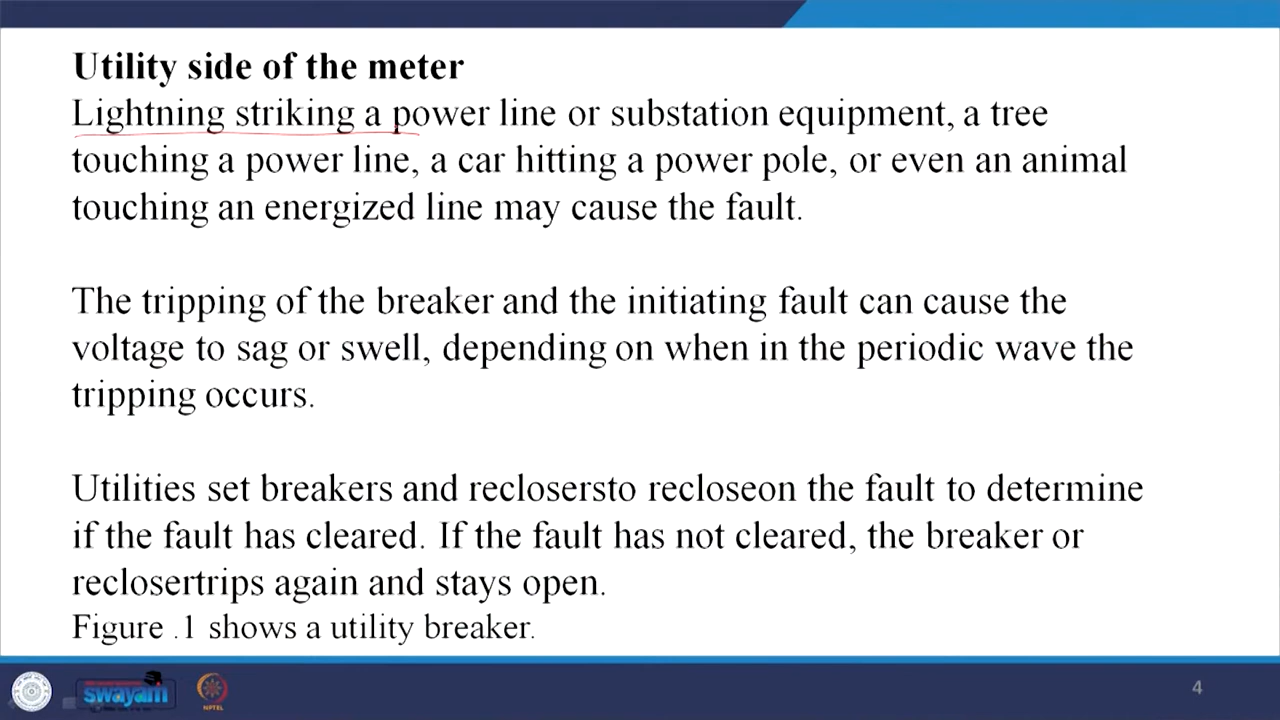 Utility side of the meter
Lightning striking a power line or substation equipment, a tree
touching a power line, a car hitting a power pole, or even an animal
touching an energized line may cause the fault.
The tripping of the breaker and the initiating fault can cause the
voltage to sag or swell, depending on when in the periodic wave the
tripping occurs.
Utilities set breakers and reclosersto recloseon the fault to determine
if the fault has cleared. If the fault has not cleared, the breaker or
reclosertrips again and stays open.
Figure .1 shows a utility breaker.
swayam
NPTEL
4